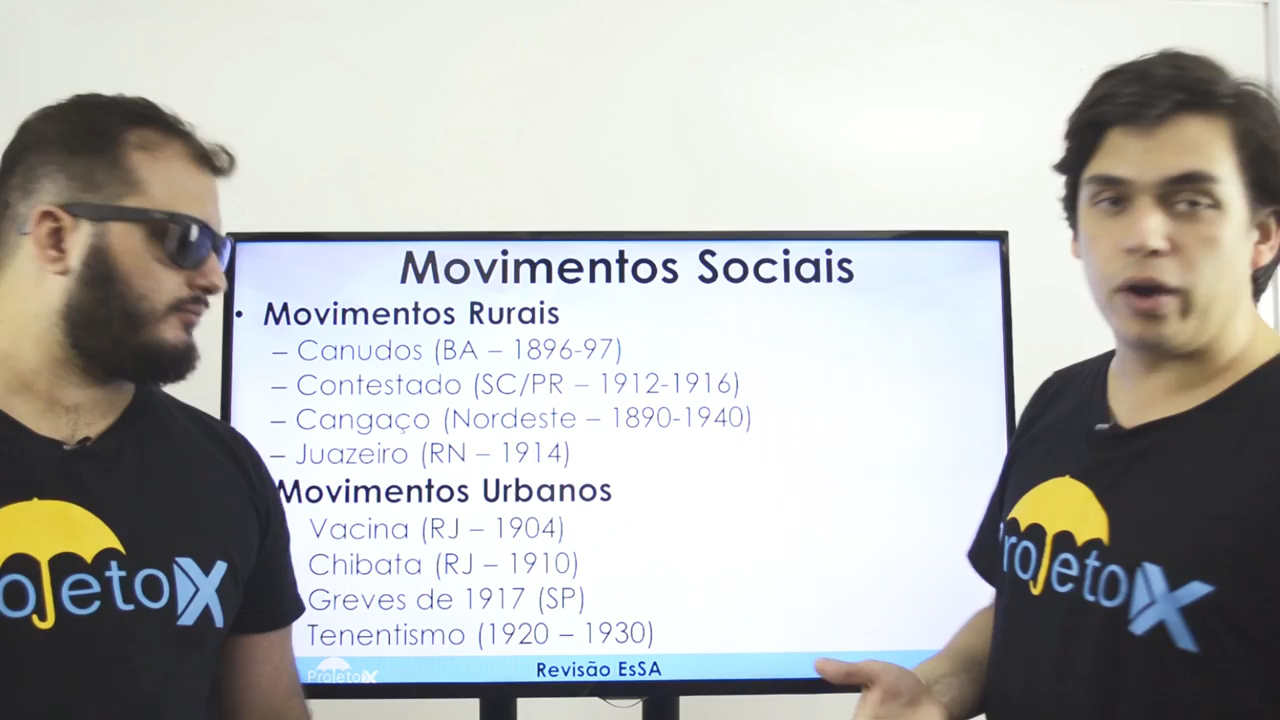 Movimentos Sociais
• Movimentos Rurais
– Canudos (BA – 1896-97)
– Contestado (SC/PR – 1912-1916)
– Cangaço (Nordeste – 1890-1940)
– Juazeiro (RN – 1914)
Movimentos Urbanos
Vacina (RJ – 1904)
Chibata (RJ – 1910)
Greves de 1917 (SP)
Tenentismo (1920 – 1930)
ProjetoX
Revisão EsSA
ojetoX
rojetoX